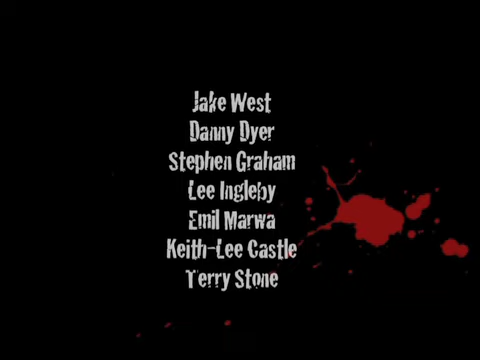 Jake West
Danny Dyer
Stephen Graham
Lee Ingleby
Emil Marwa
Keith-Lee Castle
Terry Stone